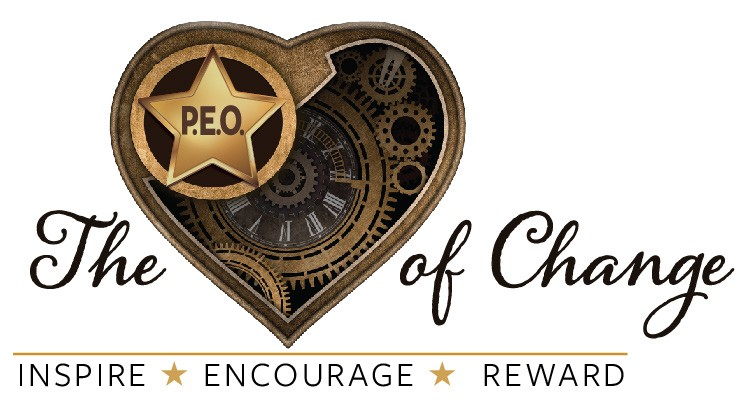 P.E.O.
The of Change
INSPIRE ★ ENCOURAGE ★ REWARD